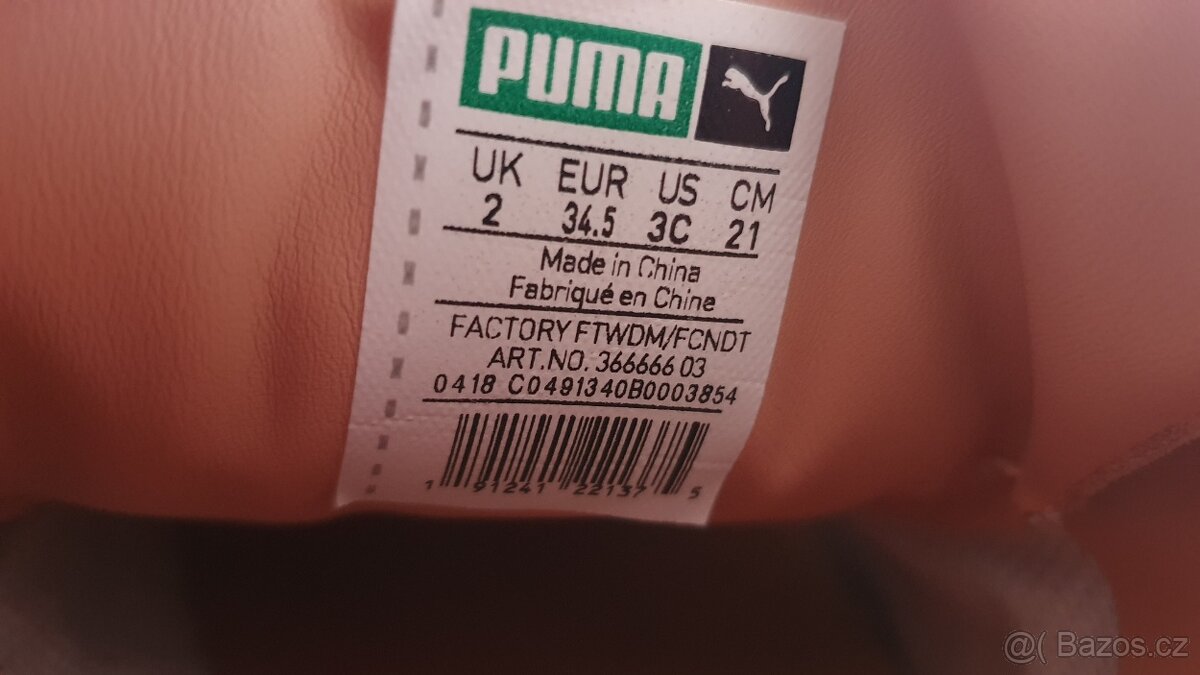 PUMA
UK EUR US CM
2 34.5 3C 21
Made in China
Fabriqué en Chine
FACTORY FTWDM/FCNDT
ART.NO. 366666 03
0418 C0491340B0003854
1 91241 22137 5
@( Bazos.cz